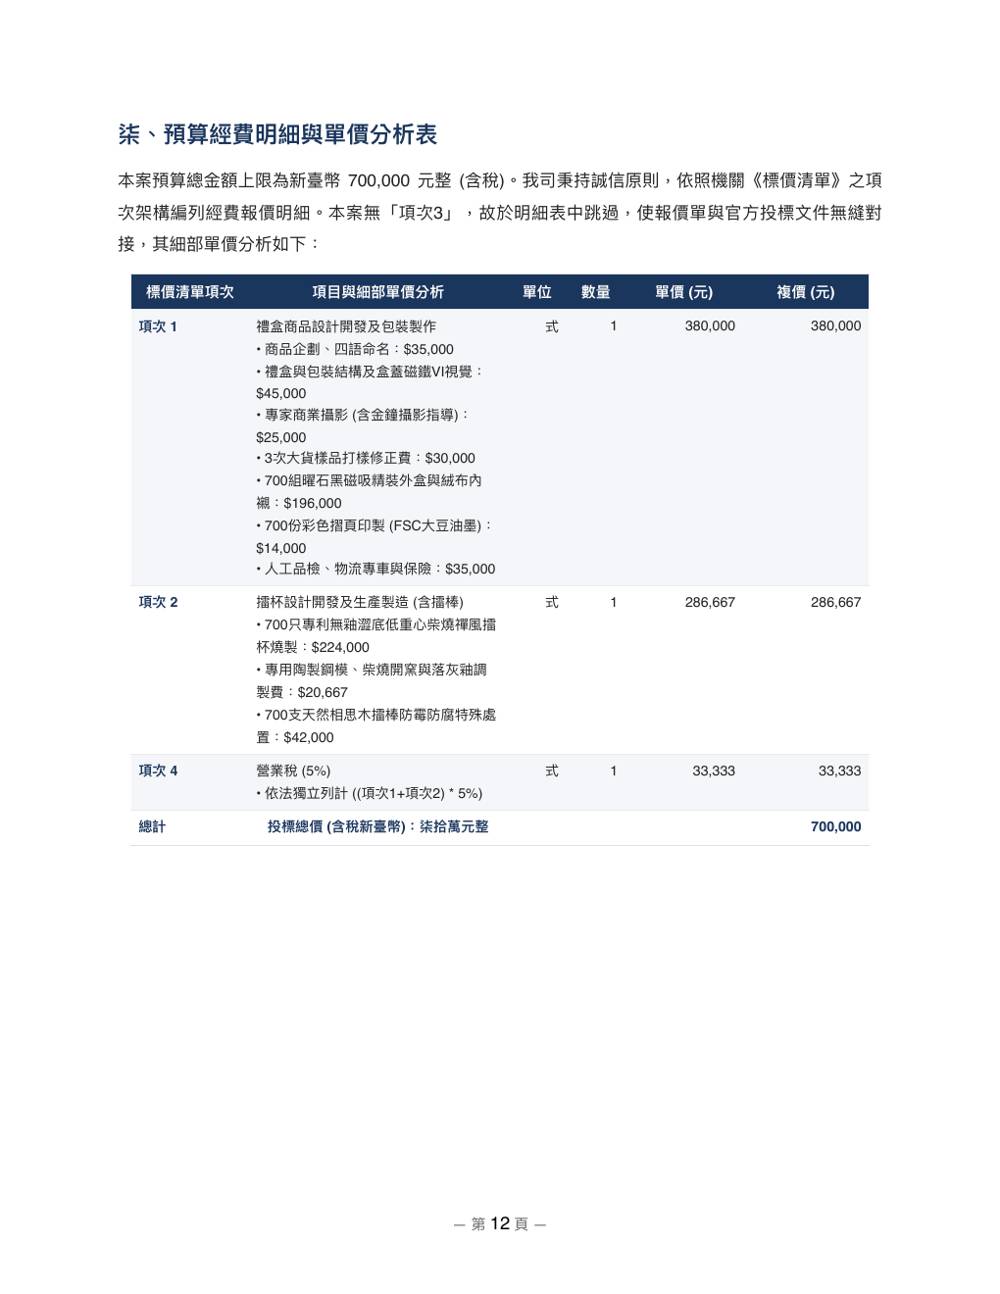 柒、預算經費明細與單價分析表
本案預算總金額上限為新臺幣 700,000 元整 (含稅)。我司秉持誠信原則，依照機關《標價清單》之項
次架構編列經費報價明細。本案無「項次3」，故於明細表中跳過，使報價單與官方投標文件無縫對
接，其細部單價分析如下：
標價清單項次 項目與細部單價分析 單位 數量 單價 (元) 複價 (元)
項次 1 禮盒商品設計開發及包裝製作 式 1 380,000 380,000
• 商品企劃、四語命名：$35,000
• 禮盒與包裝結構及盒蓋磁鐵VI視覺：
$45,000
• 專家商業攝影 (含金鐘攝影指導)：
$25,000
• 3次大貨樣品打樣修正費：$30,000
• 700組曜石黑磁吸精裝外盒與絨布內
襯：$196,000
• 700份彩色摺頁印製 (FSC大豆油墨)：
$14,000
• 人工品檢、物流專車與保險：$35,000
項次 2 擂杯設計開發及生產製造 (含擂棒) 式 1 286,667 286,667
• 700只專利無釉澀底低重心柴燒禪風擂
杯燒製：$224,000
• 專用陶製鋼模、柴燒開窯與落灰釉調
製費：$20,667
• 700支天然相思木擂棒防霉防腐特殊處
置：$42,000
項次 4 營業稅 (5%) 式 1 33,333 33,333
• 依法獨立列計 ((項次1+項次2) * 5%)
總計 投標總價 (含稅新臺幣)：柒拾萬元整 700,000
— 第 12 頁 —